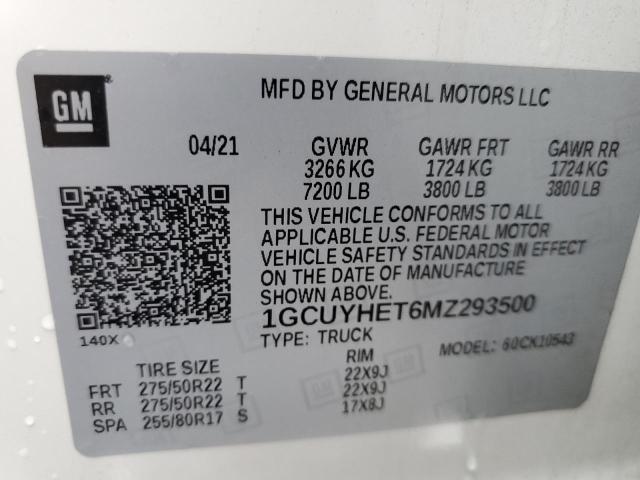 GM
MFD BY GENERAL MOTORS LLC
04/21 GVWR GAWR FRT GAWR RR
3266 KG 1724 KG 1724 KG
7200 LB 3800 LB 3800 LB
THIS VEHICLE CONFORMS TO ALL
APPLICABLE U.S. FEDERAL MOTOR
VEHICLE SAFETY STANDARDS IN EFFECT
ON THE DATE OF MANUFACTURE
SHOWN ABOVE.
1GCUYHET6MZ293500
140X
TYPE: TRUCK MODEL: 60CK10543
TIRE SIZE RIM
FRT 275/50R22 T 22X9J
RR 275/50R22 T 22X9J
SPA 255/80R17 S 17X8J